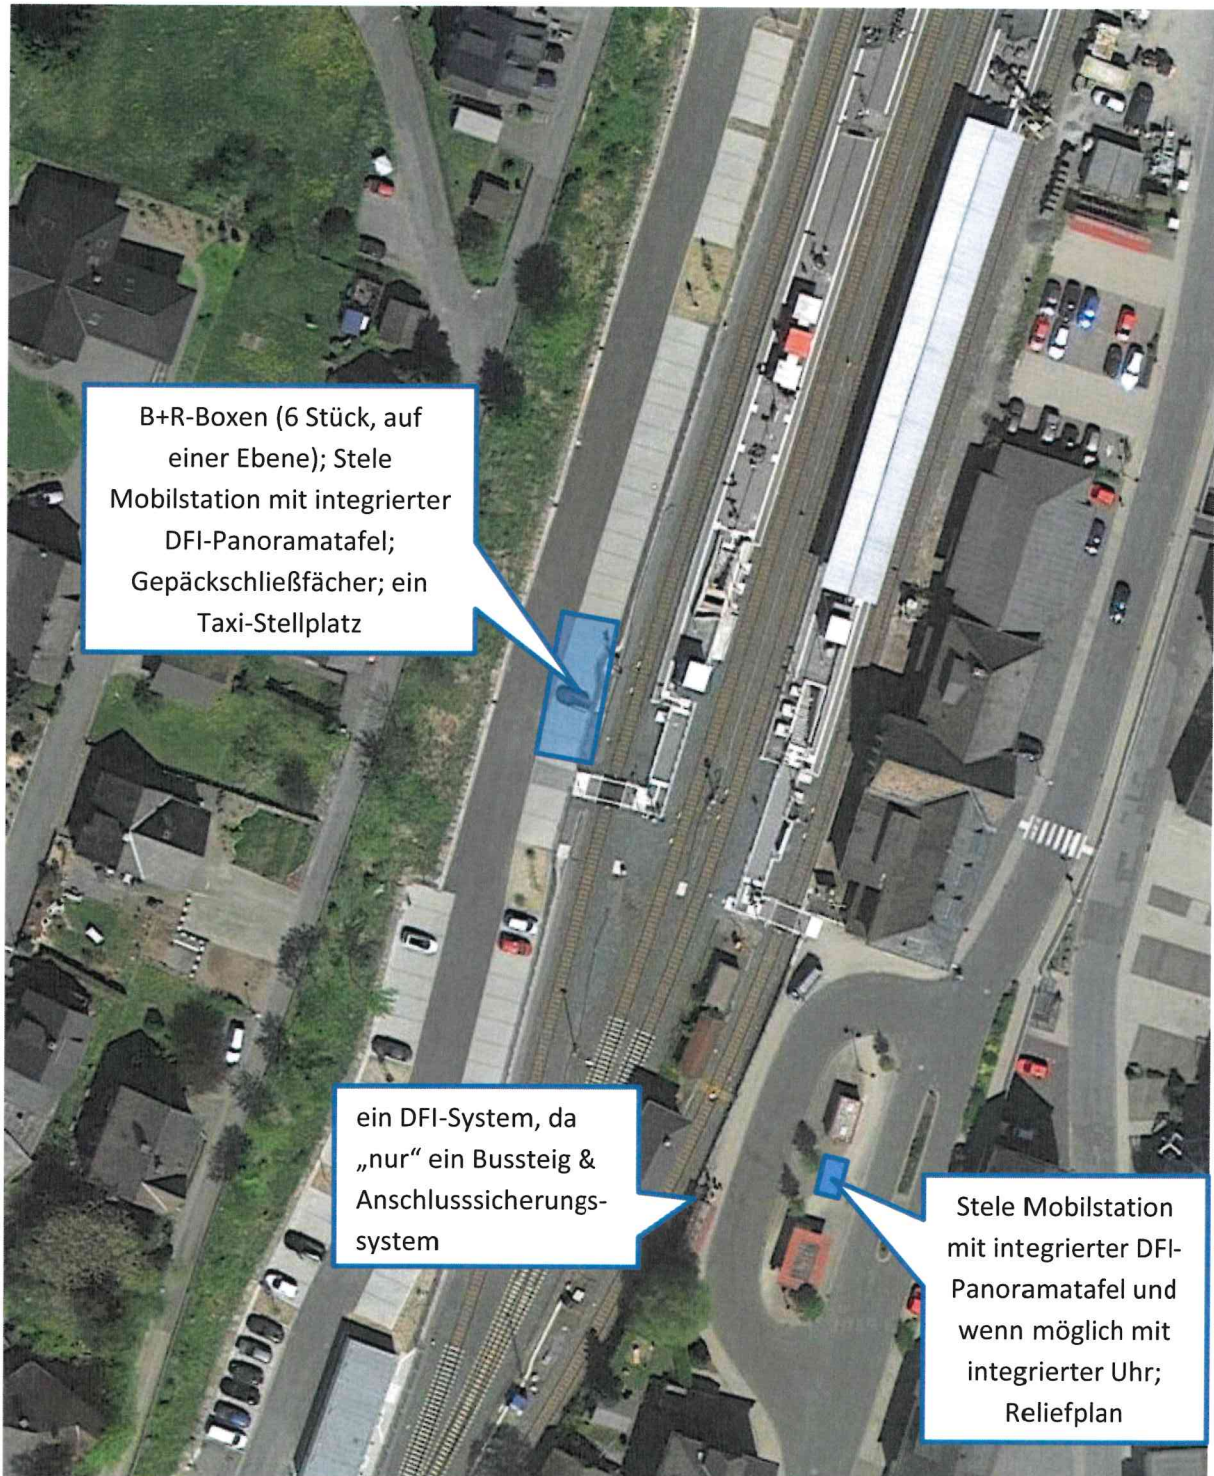 B+R-Boxen (6 Stück, auf
einer Ebene); Stele
Mobilstation mit integrierter
DFI-Panoramatafel;
Gepäckschließfächer; ein
Taxi-Stellplatz
ein DFI-System, da
„nur“ ein Bussteig &
Anschlusssicherungs-
system
Stele Mobilstation
mit integrierter DFI-
Panoramatafel und
wenn möglich mit
integrierter Uhr;
Reliefplan